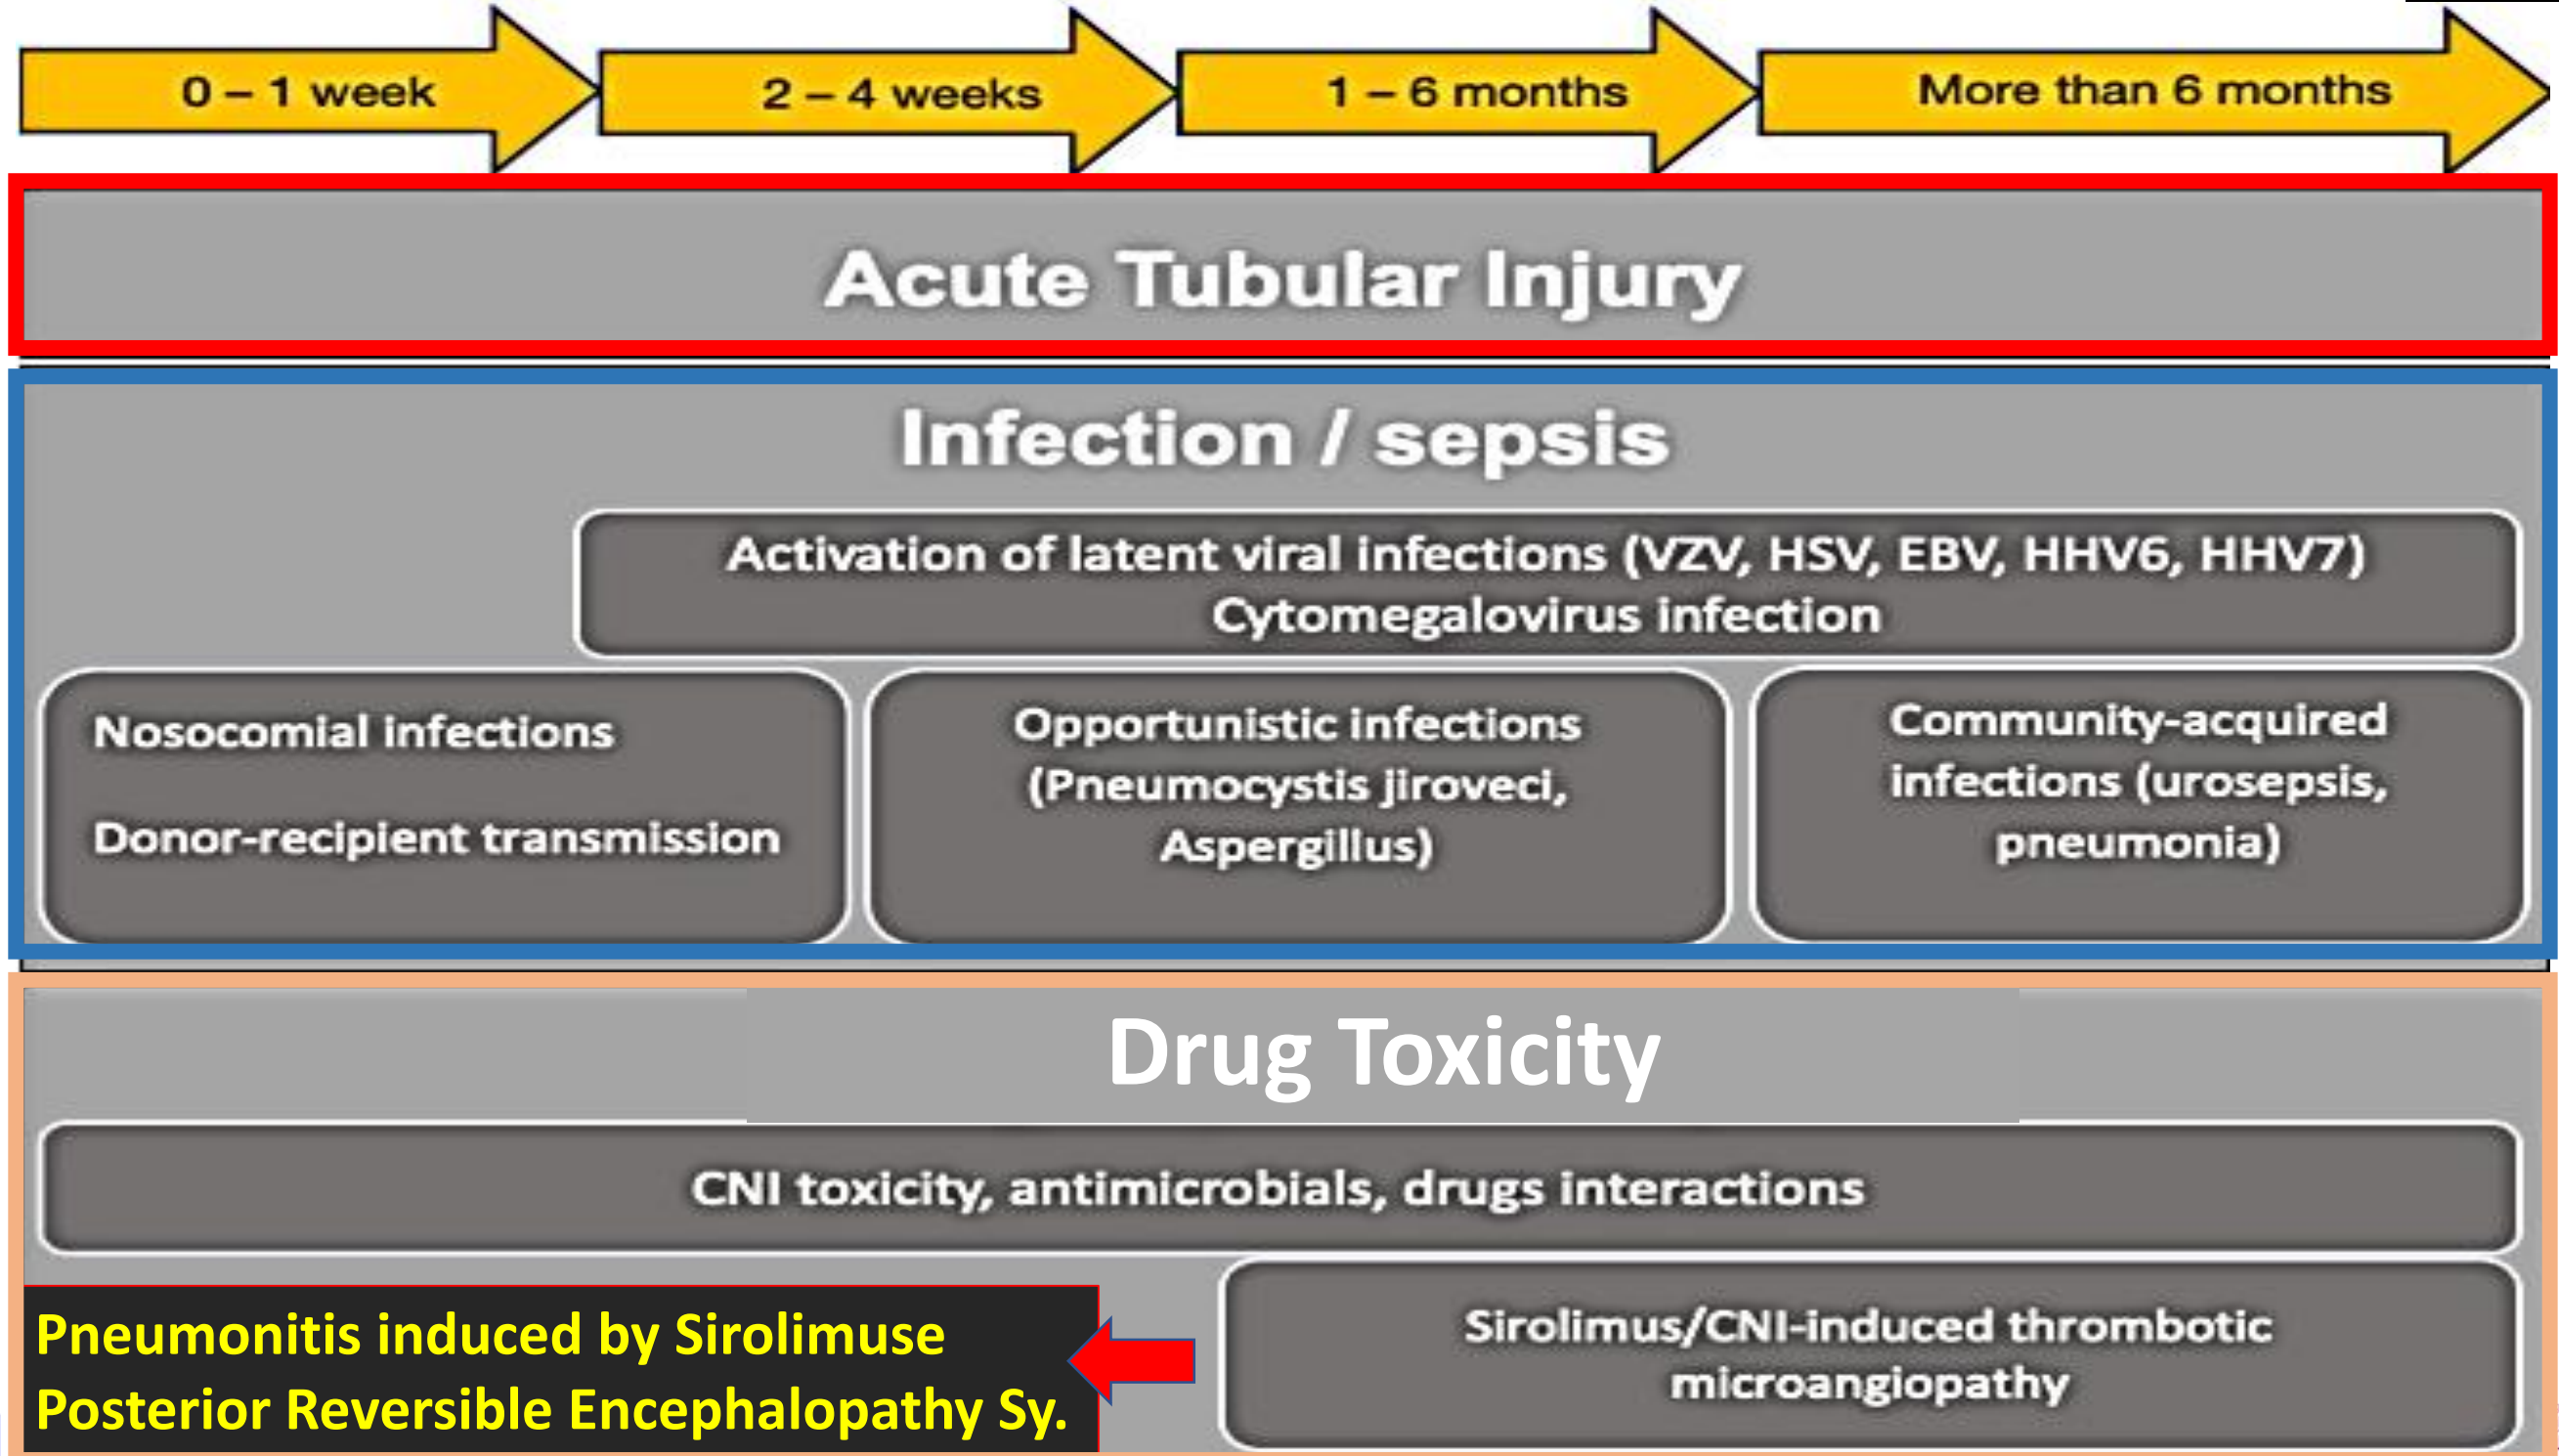 0 – 1 week
2 – 4 weeks
1 – 6 months
More than 6 months
Acute Tubular Injury
Infection / sepsis
Activation of latent viral infections (VZV, HSV, EBV, HHV6, HHV7)
Cytomegalovirus infection
Nosocomial infections
Donor-recipient transmission
Opportunistic infections
(Pneumocystis jiroveci,
Aspergillus)
Community-acquired
infections (urosepsis,
pneumonia)
Drug Toxicity
CNI toxicity, antimicrobials, drugs interactions
Pneumonitis induced by Sirolimuse
Posterior Reversible Encephalopathy Sy.
Sirolimus/CNI-induced thrombotic
microangiopathy